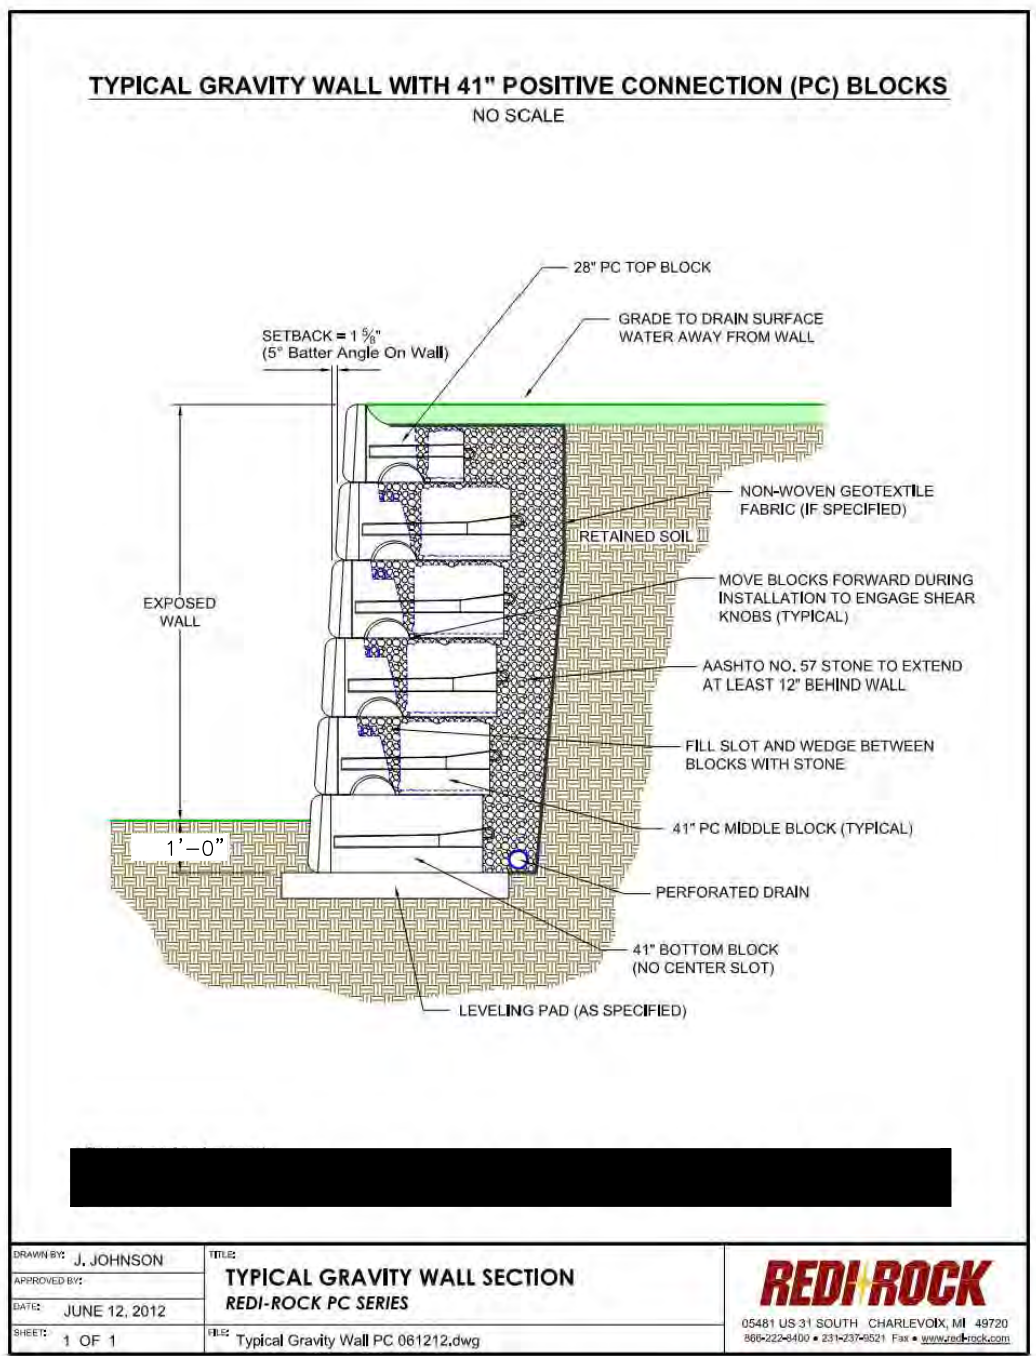 TYPICAL GRAVITY WALL WITH 41" POSITIVE CONNECTION (PC) BLOCKS
NO SCALE
28" PC TOP BLOCK
GRADE TO DRAIN SURFACE
WATER AWAY FROM WALL
SETBACK = 1 5/8"
(5° Batter Angle On Wall)
NON-WOVEN GEOTEXTILE
FABRIC (IF SPECIFIED)
RETAINED SOIL
MOVE BLOCKS FORWARD DURING
INSTALLATION TO ENGAGE SHEAR
KNOBS (TYPICAL)
EXPOSED
WALL
AASHTO NO. 57 STONE TO EXTEND
AT LEAST 12" BEHIND WALL
FILL SLOT AND WEDGE BETWEEN
BLOCKS WITH STONE
41" PC MIDDLE BLOCK (TYPICAL)
1'-0"
PERFORATED DRAIN
41" BOTTOM BLOCK
(NO CENTER SLOT)
LEVELING PAD (AS SPECIFIED)
DRAWN BY: J. JOHNSON
APPROVED BY:
DATE: JUNE 12, 2012
SHEET: 1 OF 1
TITLE:
TYPICAL GRAVITY WALL SECTION
REDI-ROCK PC SERIES
FILE: Typical Gravity Wall PC 061212.dwg
REDI-ROCK
05481 US 31 SOUTH CHARLEVOIX, MI 49720
866-222-8400 • 231-237-9521 Fax • www.redi-rock.com